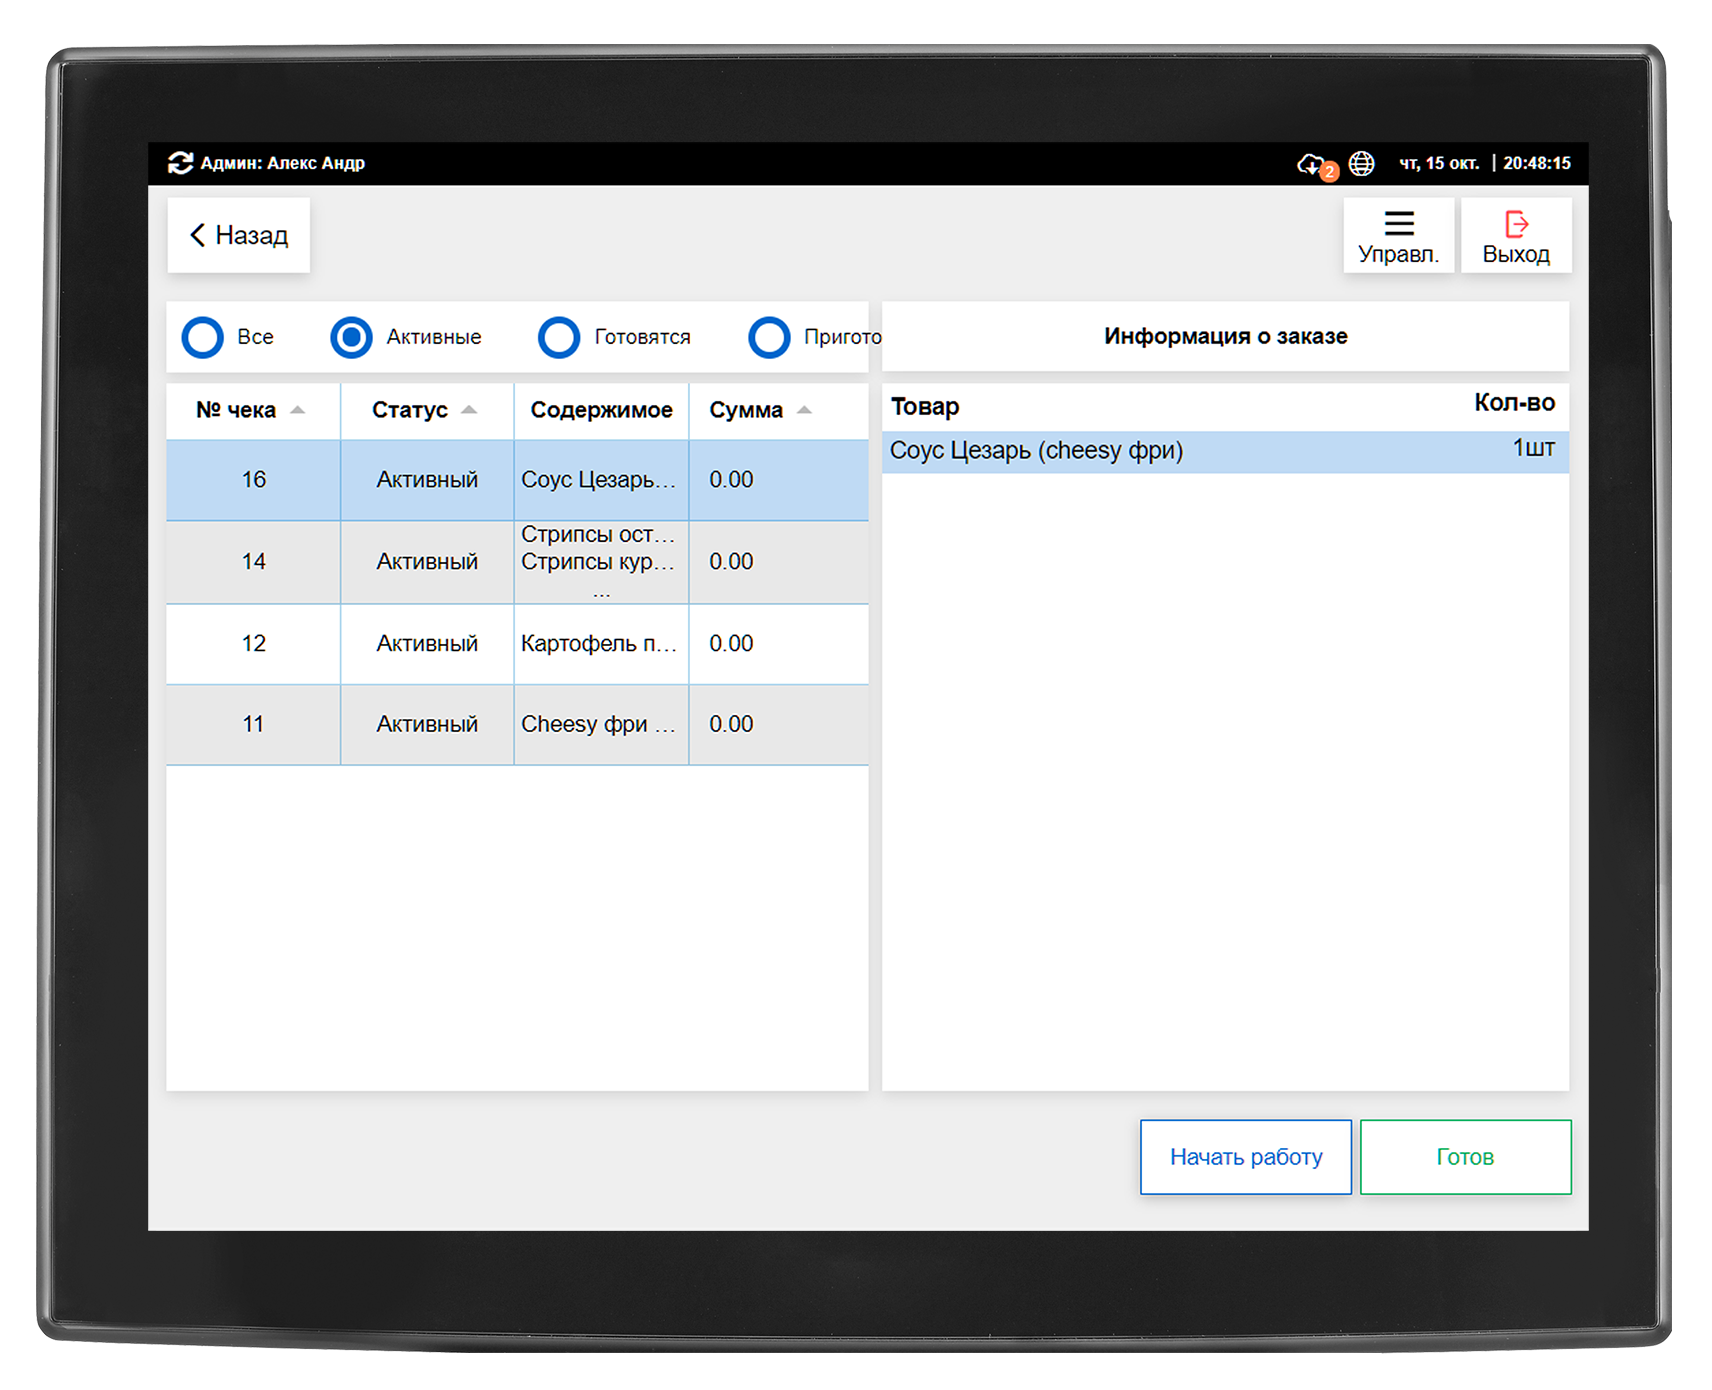 Админ: Алекс Андр
2
чт, 15 окт. | 20:48:15
Назад
Управл.
Выход
Все
Активные
Готовятся
Пригото
Информация о заказе
№ чека Статус Содержимое Сумма
16 Активный Соус Цезарь... 0.00
14 Активный Стрипсы ост... 0.00
Стрипсы кур...
...
12 Активный Картофель п... 0.00
11 Активный Cheesy фри ... 0.00
Товар Кол-во
Соус Цезарь (cheesy фри) 1шт
Начать работу
Готов